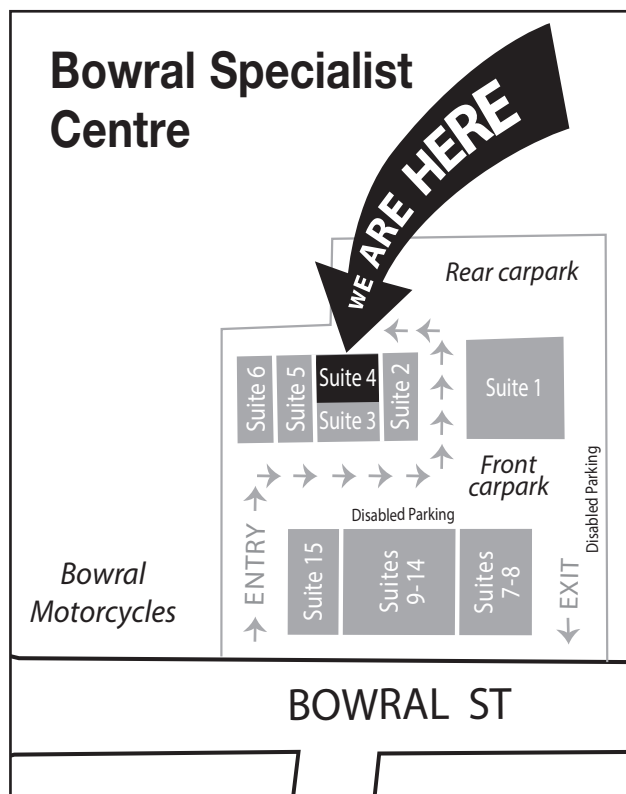 Bowral Specialist
Centre
WE ARE HERE
Rear carpark
Suite 6
Suite 5
Suite 4
Suite 3
Suite 2
Suite 1
Front
carpark
Disabled Parking
Disabled Parking
ENTRY
Suite 15
Suites
9-14
Suites
7-8
EXIT
Bowral
Motorcycles
BOWRAL ST